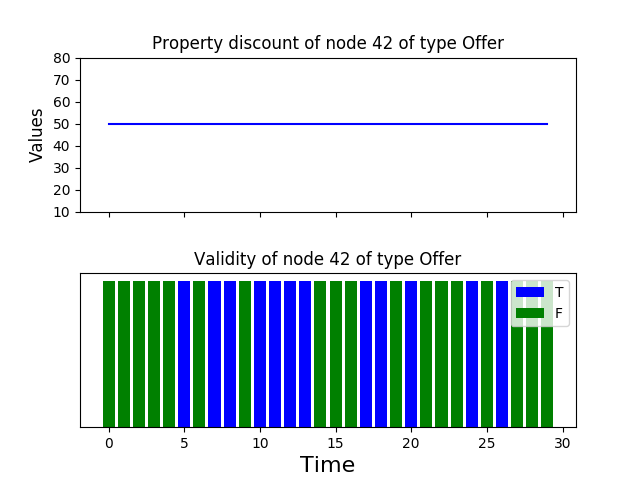 Property discount of node 42 of type Offer
80
70
60
50
40
30
20
10
Values
Validity of node 42 of type Offer
T
F
0 5 10 15 20 25 30
Time